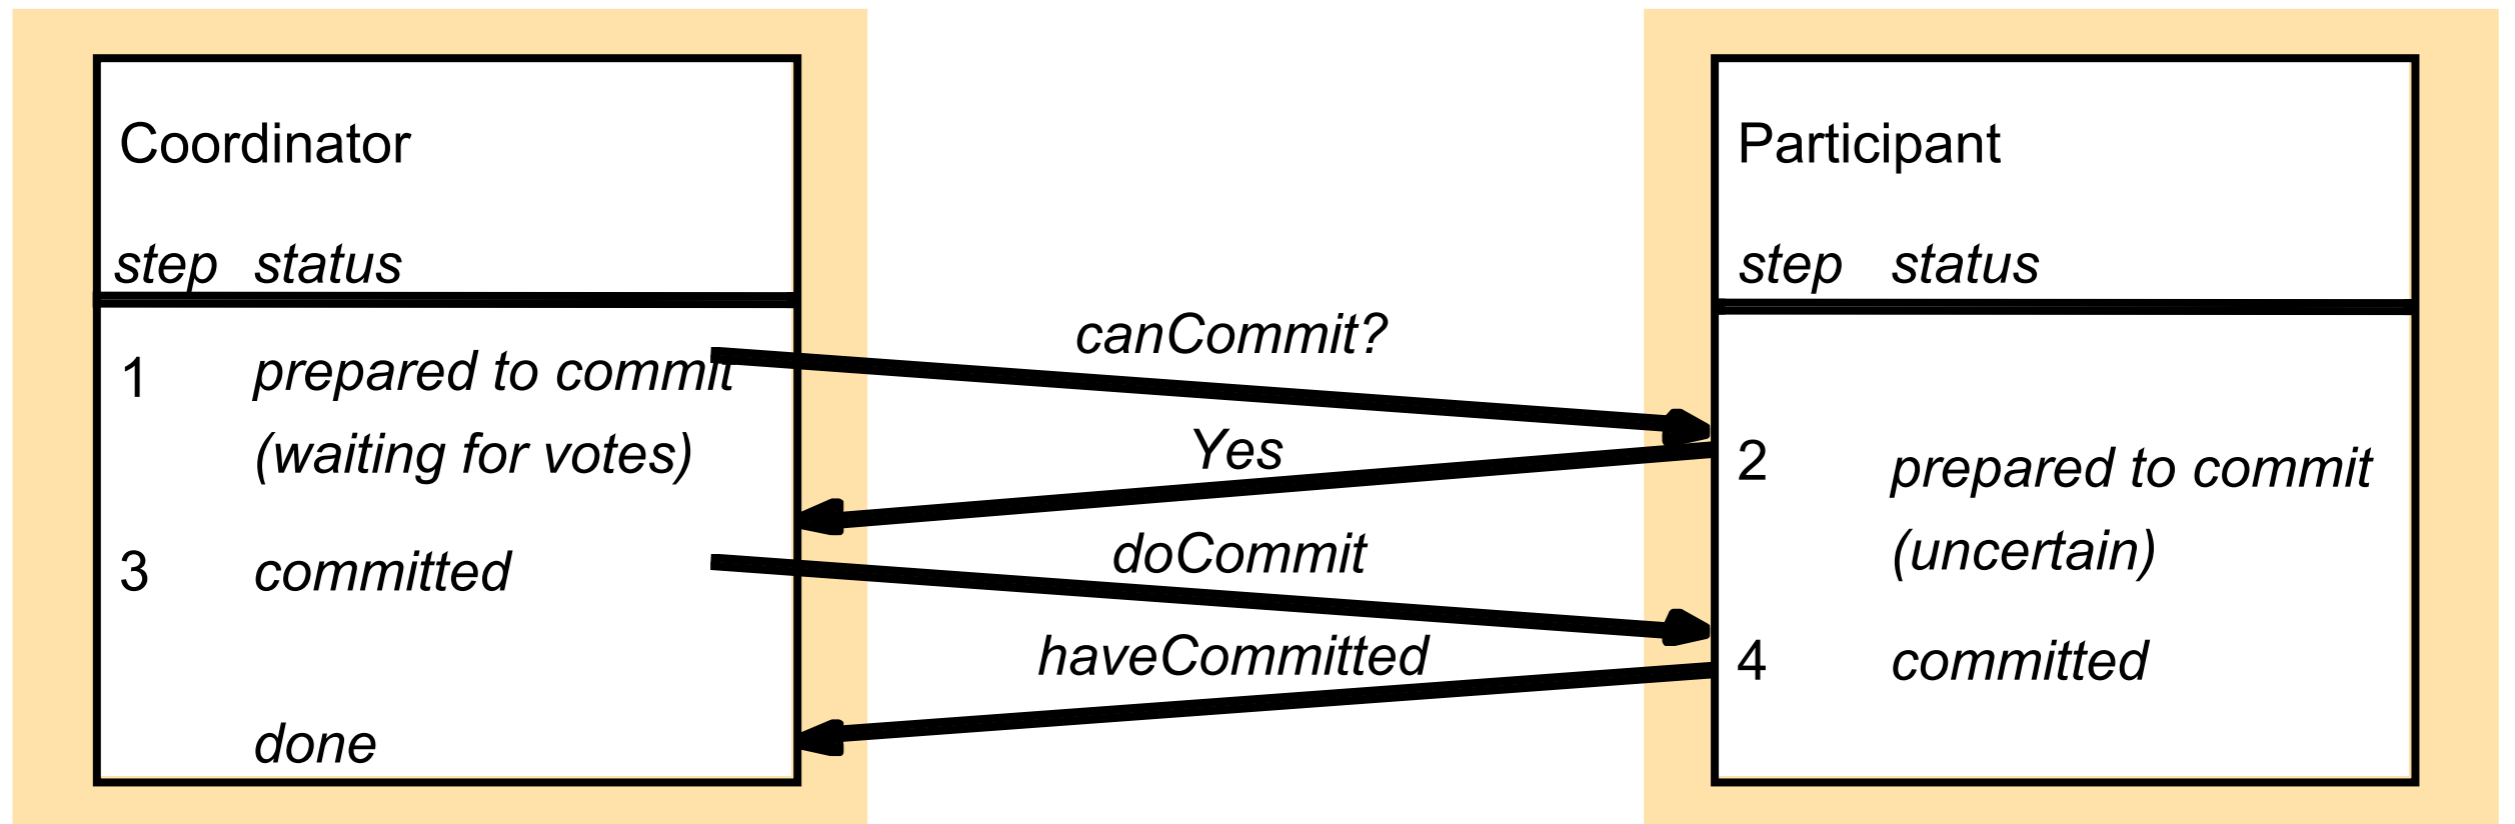 Coordinator
step status
1 prepared to commit
(waiting for votes)
3 committed
done
canCommit?
Yes
doCommit
haveCommitted
Participant
step status
2 prepared to commit
(uncertain)
4 committed